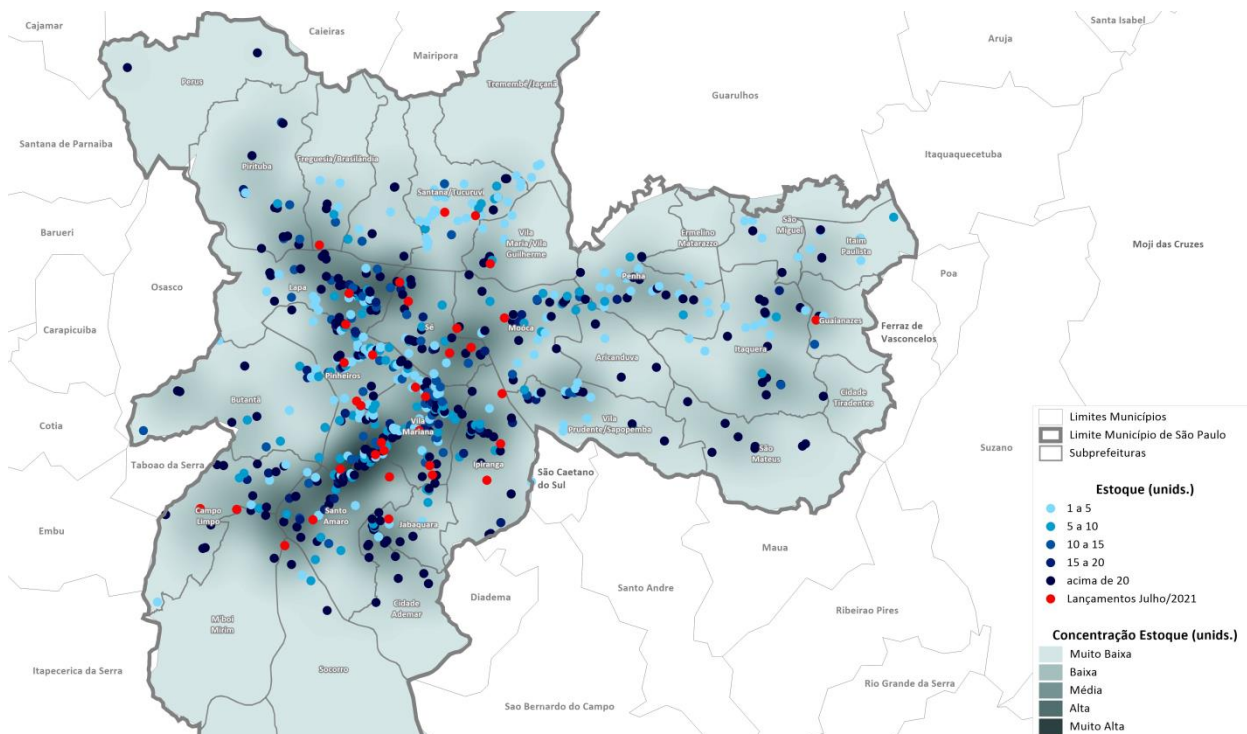 Cajamar
Caieiras
Mairipora
Santa Isabel
Aruja
Perus
Tremembé/Jaçanã
Guarulhos
Santana de Parnaiba
Pirituba
Freguesia/Brasilândia
Itaquaquecetuba
Santana/Tucuruvi
Barueri
Vila
Maria/Vila
Guilherme
Ermelino
Matarazzo
São
Miguel
Itaim
Paulista
Moji das Cruzes
Osasco
Lapa
Penha
Poa
Carapicuiba
Sé
Moóca
Guaianazes
Ferraz de
Vasconcelos
Aricanduva
Itaquera
Pinheiros
Butantã
Cidade
Tiradentes
Cotia
Vila
Mariana
Vila
Prudente/Sapopemba
Taboao da Serra
São
Mateus
Suzano
Ipiranga
São Caetano
do Sul
Campo
Limpo
Santo
Amaro
Jabaquara
Embu
Maua
Santo Andre
Diadema
Cidade
Ademar
Ribeirao Pires
M'boi
Mirim
Itapecerica da Serra
Socorro
Rio Grande da Serra
Sao Bernardo do Campo
Limites Municípios
Limite Município de São Paulo
Subprefeituras
Estoque (unids.)
1 a 5
5 a 10
10 a 15
15 a 20
acima de 20
Lançamentos Julho/2021
Concentração Estoque (unids.)
Muito Baixa
Baixa
Média
Alta
Muito Alta